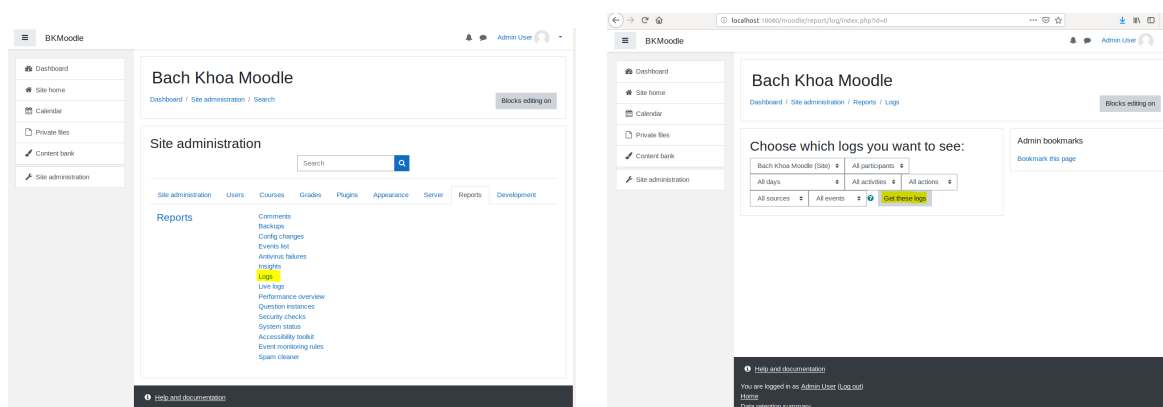 BKMoodle
Admin User
Dashboard
Site home
Calendar
Private files
Content bank
Site administration
Bach Khoa Moodle
Dashboard / Site administration / Search
Blocks editing on
Site administration
Search
Site administration Users Courses Grades Plugins Appearance Server Reports Development
Reports
Comments
Backups
Config changes
Events list
Antivirus failures
Insights
Logs
Live logs
Performance overview
Question instances
Security checks
System status
Accessibility toolkit
Event monitoring rules
Spam cleaner
Help and documentation
localhost:18080/moodle/report/log/index.php?id=0
BKMoodle
Admin User
Dashboard
Site home
Calendar
Private files
Content bank
Site administration
Bach Khoa Moodle
Dashboard / Site administration / Reports / Logs
Blocks editing on
Choose which logs you want to see:
Bach Khoa Moodle (Site) All participants
All days All activities All actions
All sources All events Get these logs
Admin bookmarks
Bookmark this page
Help and documentation
You are logged in as Admin User (Log out)
Home
Data retention summary